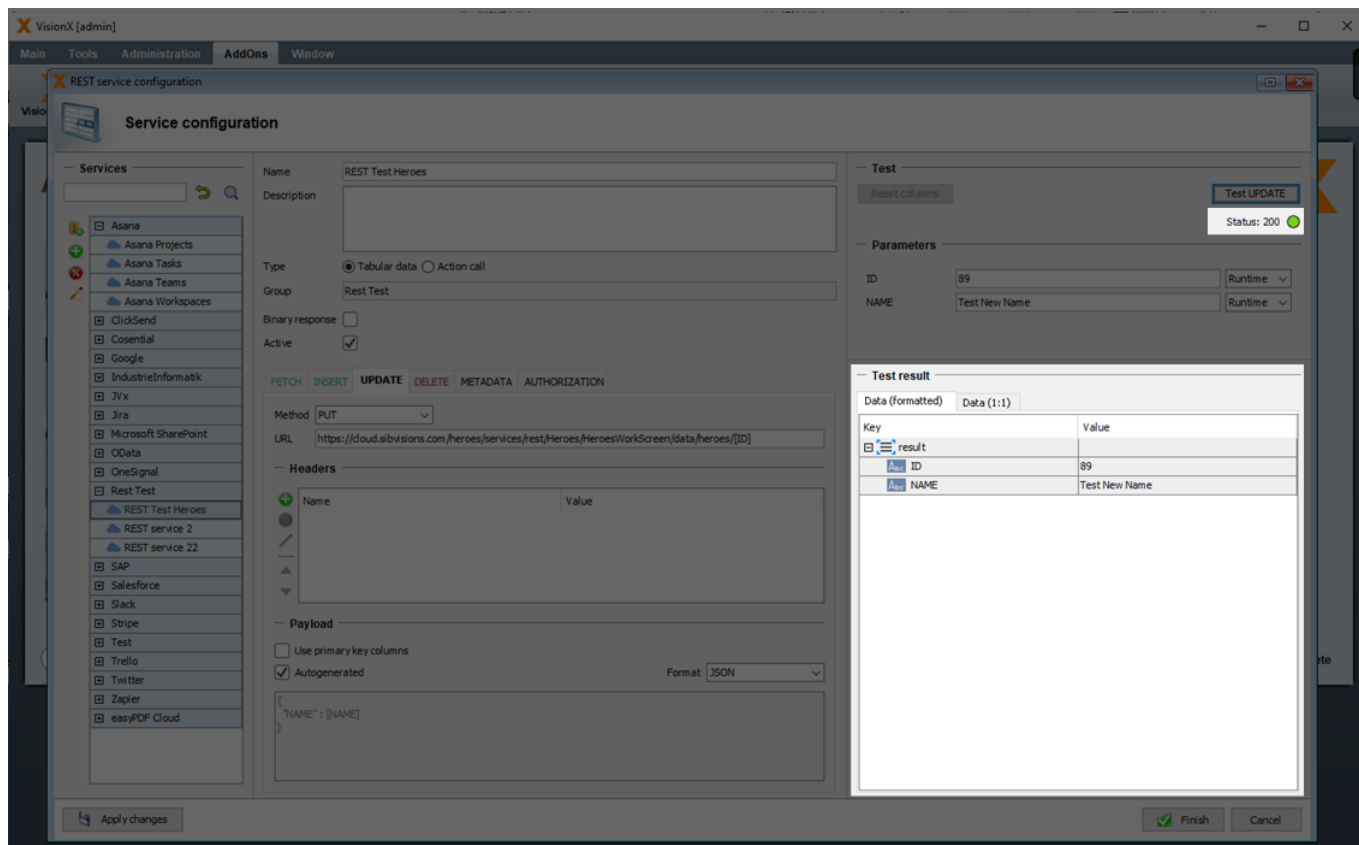 VisionX [admin]
Main Tools Administration AddOns Window
REST service configuration
Visio
Service configuration
Services
Asana
Asana Projects
Asana Tasks
Asana Teams
Asana Workspaces
ClickSend
Cosential
Google
IndustrieInformatik
JVx
Jira
Microsoft SharePoint
OData
OneSignal
Rest Test
REST Test Heroes
REST service 2
REST service 22
SAP
Salesforce
Slack
Stripe
Test
Trello
Twitter
Zapier
easyPDF Cloud
Name REST Test Heroes
Description
Type Tabular data Action call
Group Rest Test
Binary response
Active
FETCH INSERT UPDATE DELETE METADATA AUTHORIZATION
Method PUT
URL https://cloud.sibvisions.com/heroes/services/rest/Heroes/HeroesWorkScreen/data/heroes/[ID]
Headers
Name Value
Payload
Use primary key columns
Autogenerated Format JSON
{
"NAME" : [NAME]
}
Test
Reset columns Test UPDATE
Status: 200
Parameters
ID 89 Runtime
NAME Test New Name Runtime
Test result
Data (formatted) Data (1:1)
Key Value
result
Abc ID 89
Abc NAME Test New Name
ete
Apply changes Finish Cancel